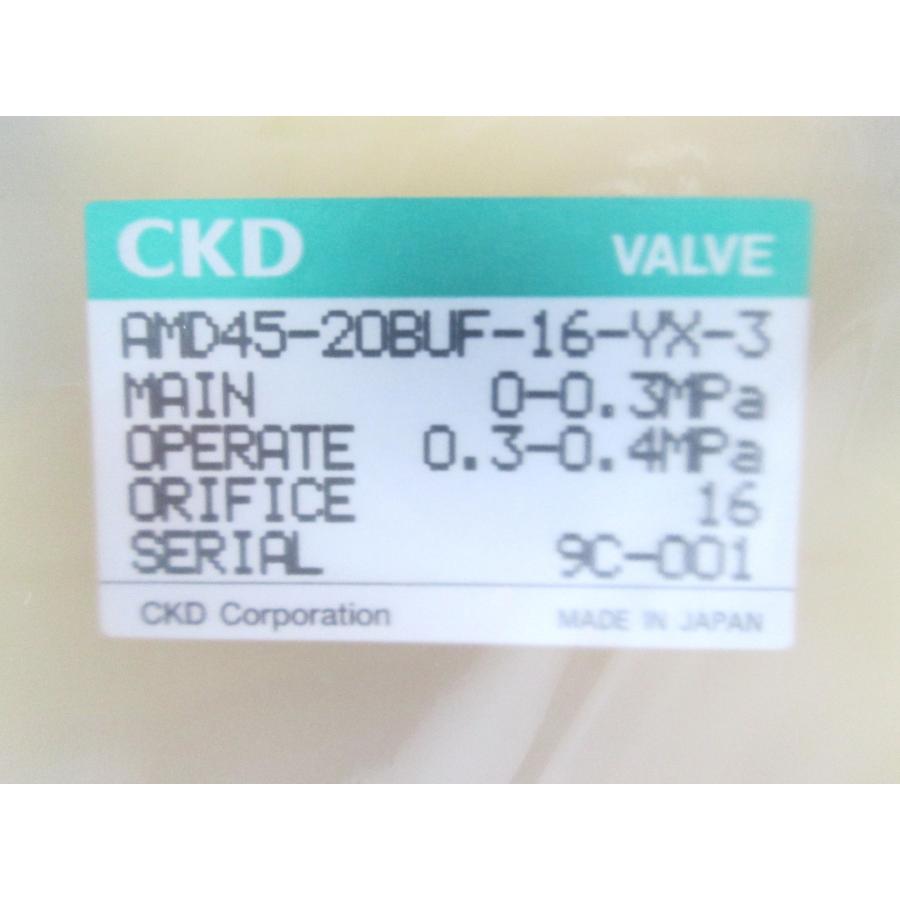 CKD VALVE
AMD45-20BUF-16-YX-3
MAIN 0-0.3MPa
OPERATE 0.3-0.4MPa
ORIFICE 16
SERIAL 9C-001
CKD Corporation MADE IN JAPAN